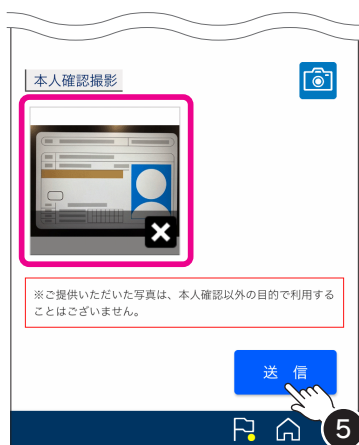 本人確認撮影
※ご提供いただいた写真は、本人確認以外の目的で利用する
ことはございません。
送 信
5